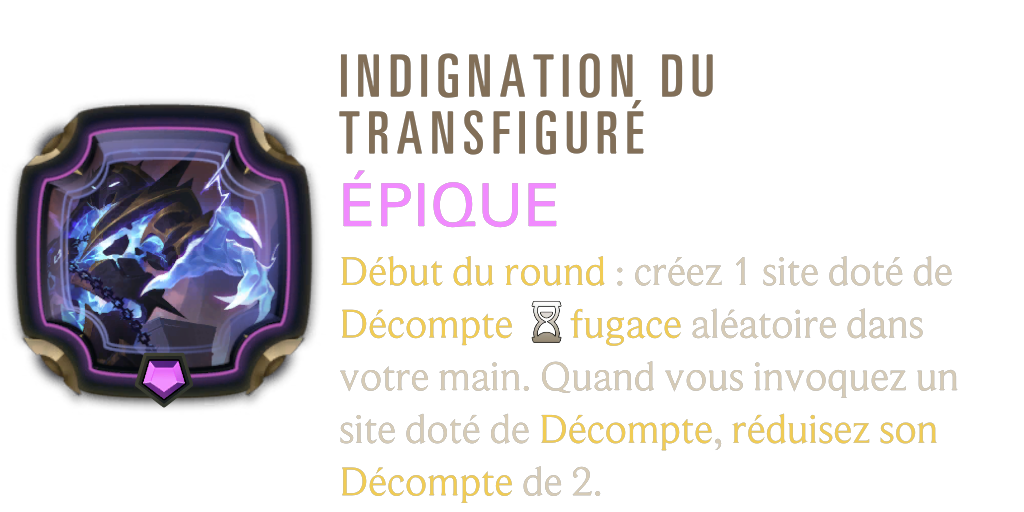 INDIGNATION DU
TRANSFIGURÉ
ÉPIQUE
Début du round : créez 1 site doté de
Décompte fugace aléatoire dans
votre main. Quand vous invoquez un
site doté de Décompte, réduisez son
Décompte de 2.